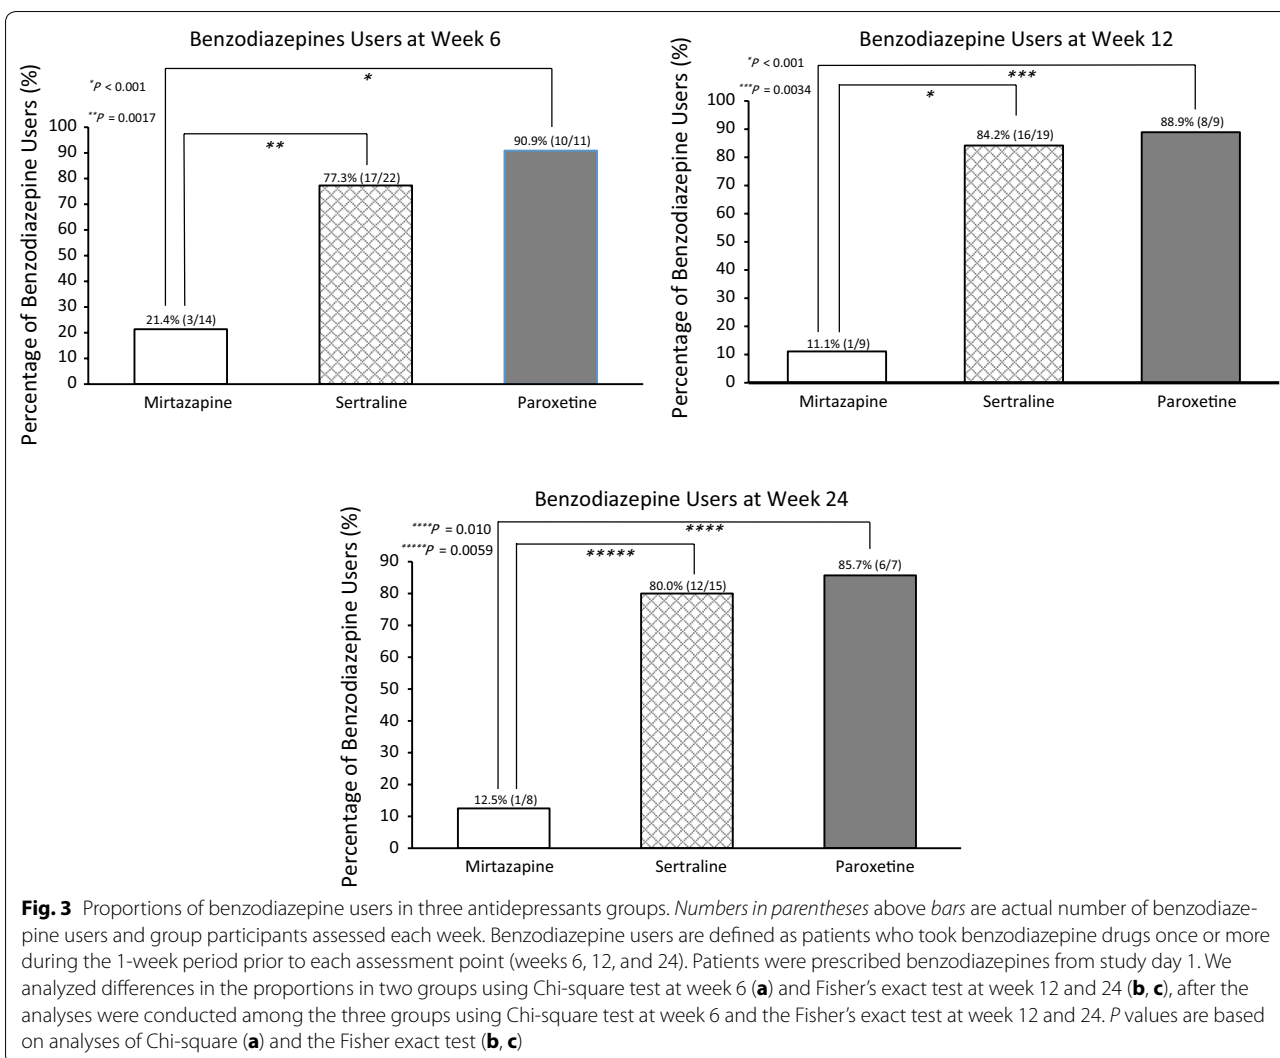 Benzodiazepines Users at Week 6
Percentage of Benzodiazepine Users (%)
*P < 0.001
**P = 0.0017
*
**
100
90
80
70
60
50
40
30
20
10
0
21.4% (3/14)
77.3% (17/22)
90.9% (10/11)
Mirtazapine
Sertraline
Paroxetine
Benzodiazepine Users at Week 12
Percentage of Benzodiazepine Users (%)
*P < 0.001
***P = 0.0034
***
*
100
90
80
70
60
50
40
30
20
10
0
11.1% (1/9)
84.2% (16/19)
88.9% (8/9)
Mirtazapine
Sertraline
Paroxetine
Benzodiazepine Users at Week 24
Percentage of Benzodiazepine Users (%)
****P = 0.010
*****P = 0.0059
****
*****
90
80
70
60
50
40
30
20
10
0
12.5% (1/8)
80.0% (12/15)
85.7% (6/7)
Mirtazapine
Sertraline
Paroxetine
Fig. 3 Proportions of benzodiazepine users in three antidepressants groups. Numbers in parentheses above bars are actual number of benzodiaze-
pine users and group participants assessed each week. Benzodiazepine users are defined as patients who took benzodiazepine drugs once or more
during the 1-week period prior to each assessment point (weeks 6, 12, and 24). Patients were prescribed benzodiazepines from study day 1. We
analyzed differences in the proportions in two groups using Chi-square test at week 6 (a) and Fisher's exact test at week 12 and 24 (b, c), after the
analyses were conducted among the three groups using Chi-square test at week 6 and the Fisher's exact test at week 12 and 24. P values are based
on analyses of Chi-square (a) and the Fisher exact test (b, c)